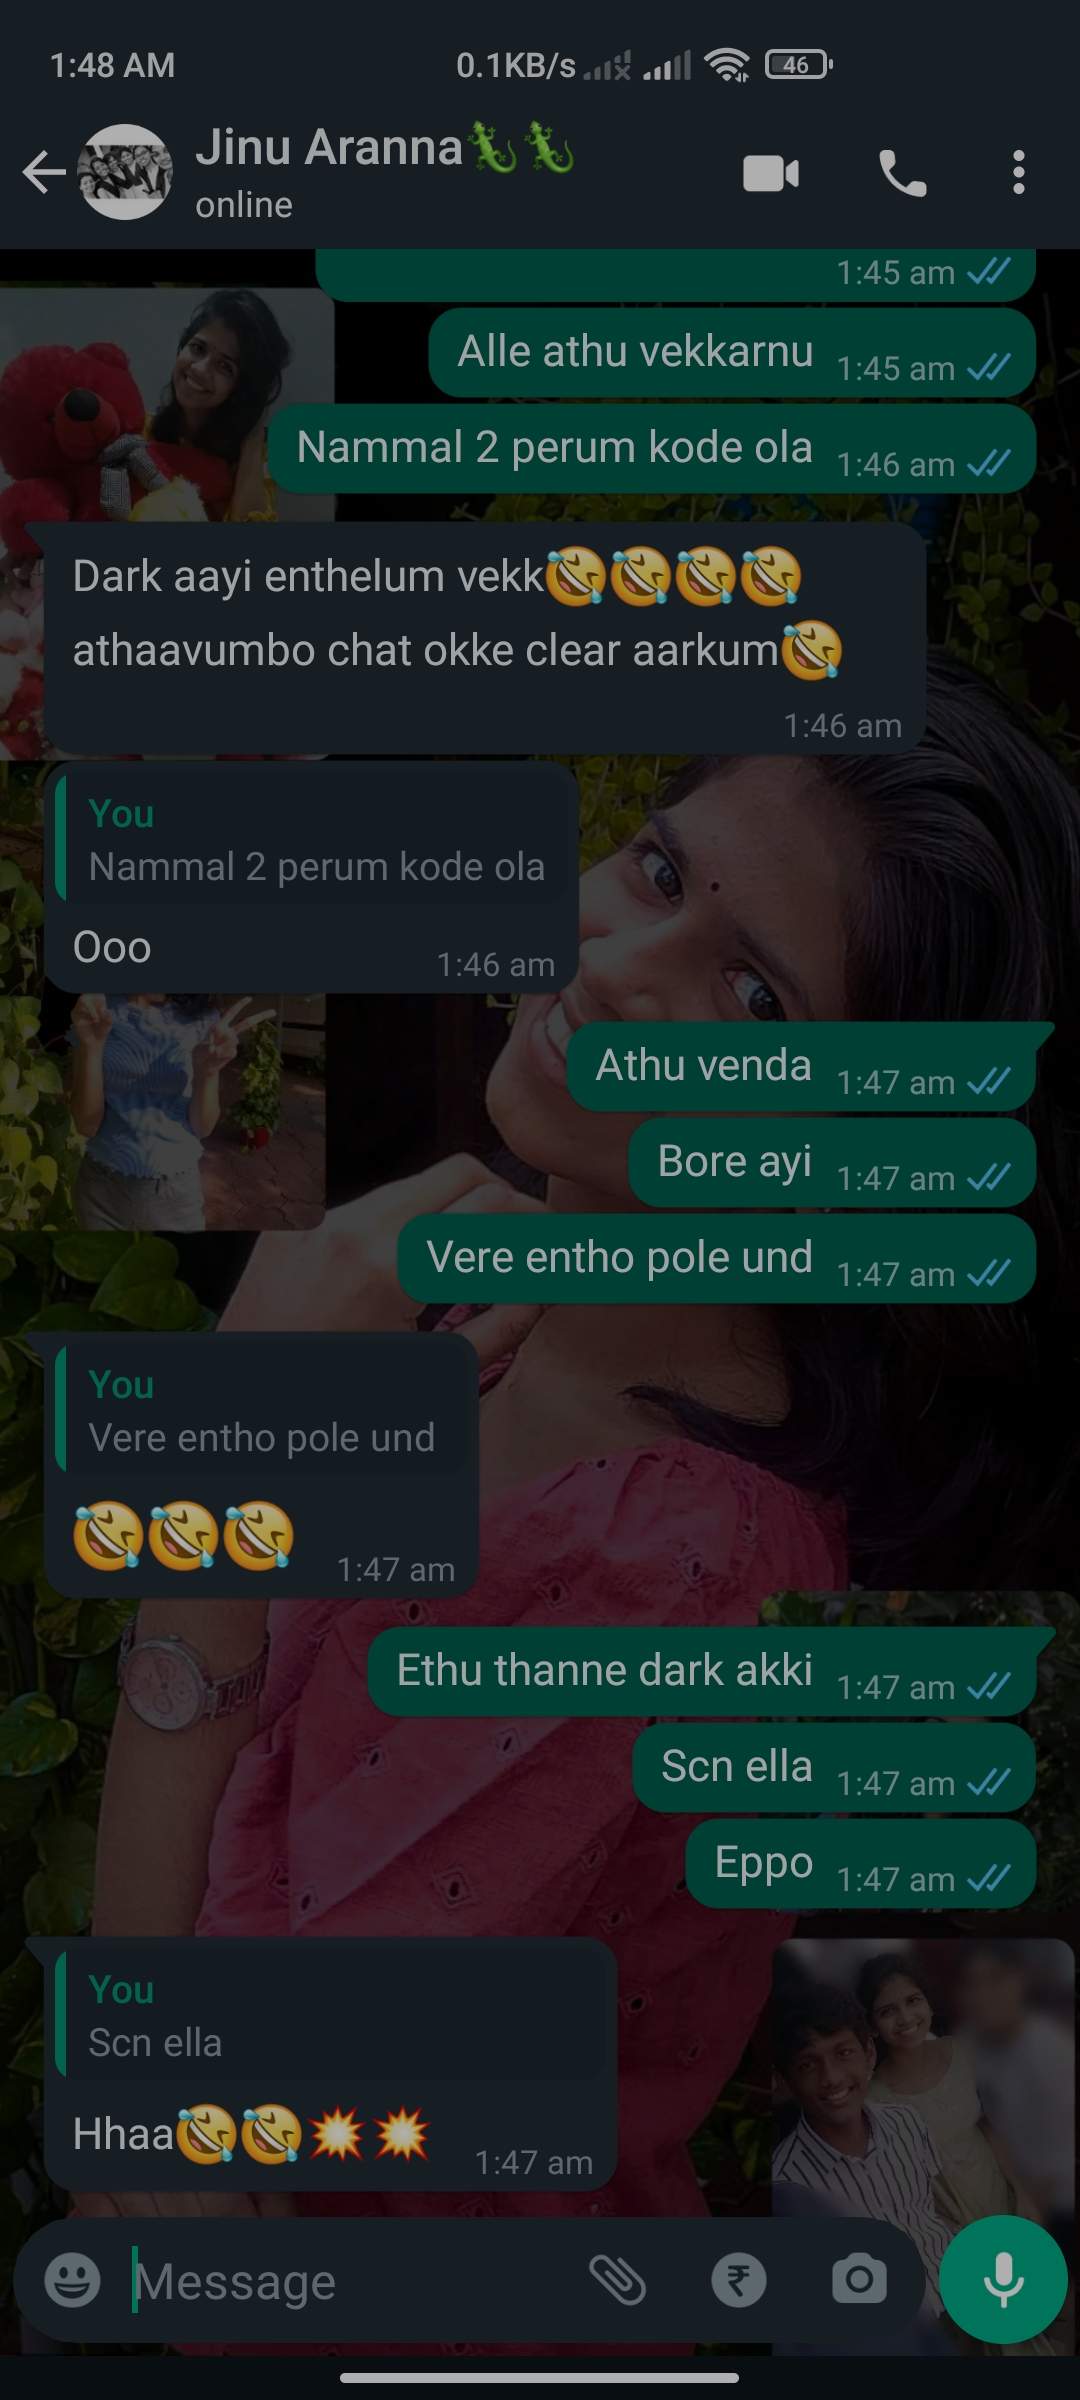 1:48 AM 0.1KB/s 46
Jinu Aranna🦎🦎
online
1:45 am
Alle athu vekkarnu 1:45 am
Nammal 2 perum kode ola 1:46 am
Dark aayi enthelum vekk🤣🤣🤣🤣
athaavumbo chat okke clear aarkum🤣
1:46 am
You
Nammal 2 perum kode ola
Ooo 1:46 am
Athu venda 1:47 am
Bore ayi 1:47 am
Vere entho pole und 1:47 am
You
Vere entho pole und
🤣🤣🤣 1:47 am
Ethu thanne dark akki 1:47 am
Scn ella 1:47 am
Eppo 1:47 am
You
Scn ella
Hhaa🤣🤣💥💥 1:47 am
Message